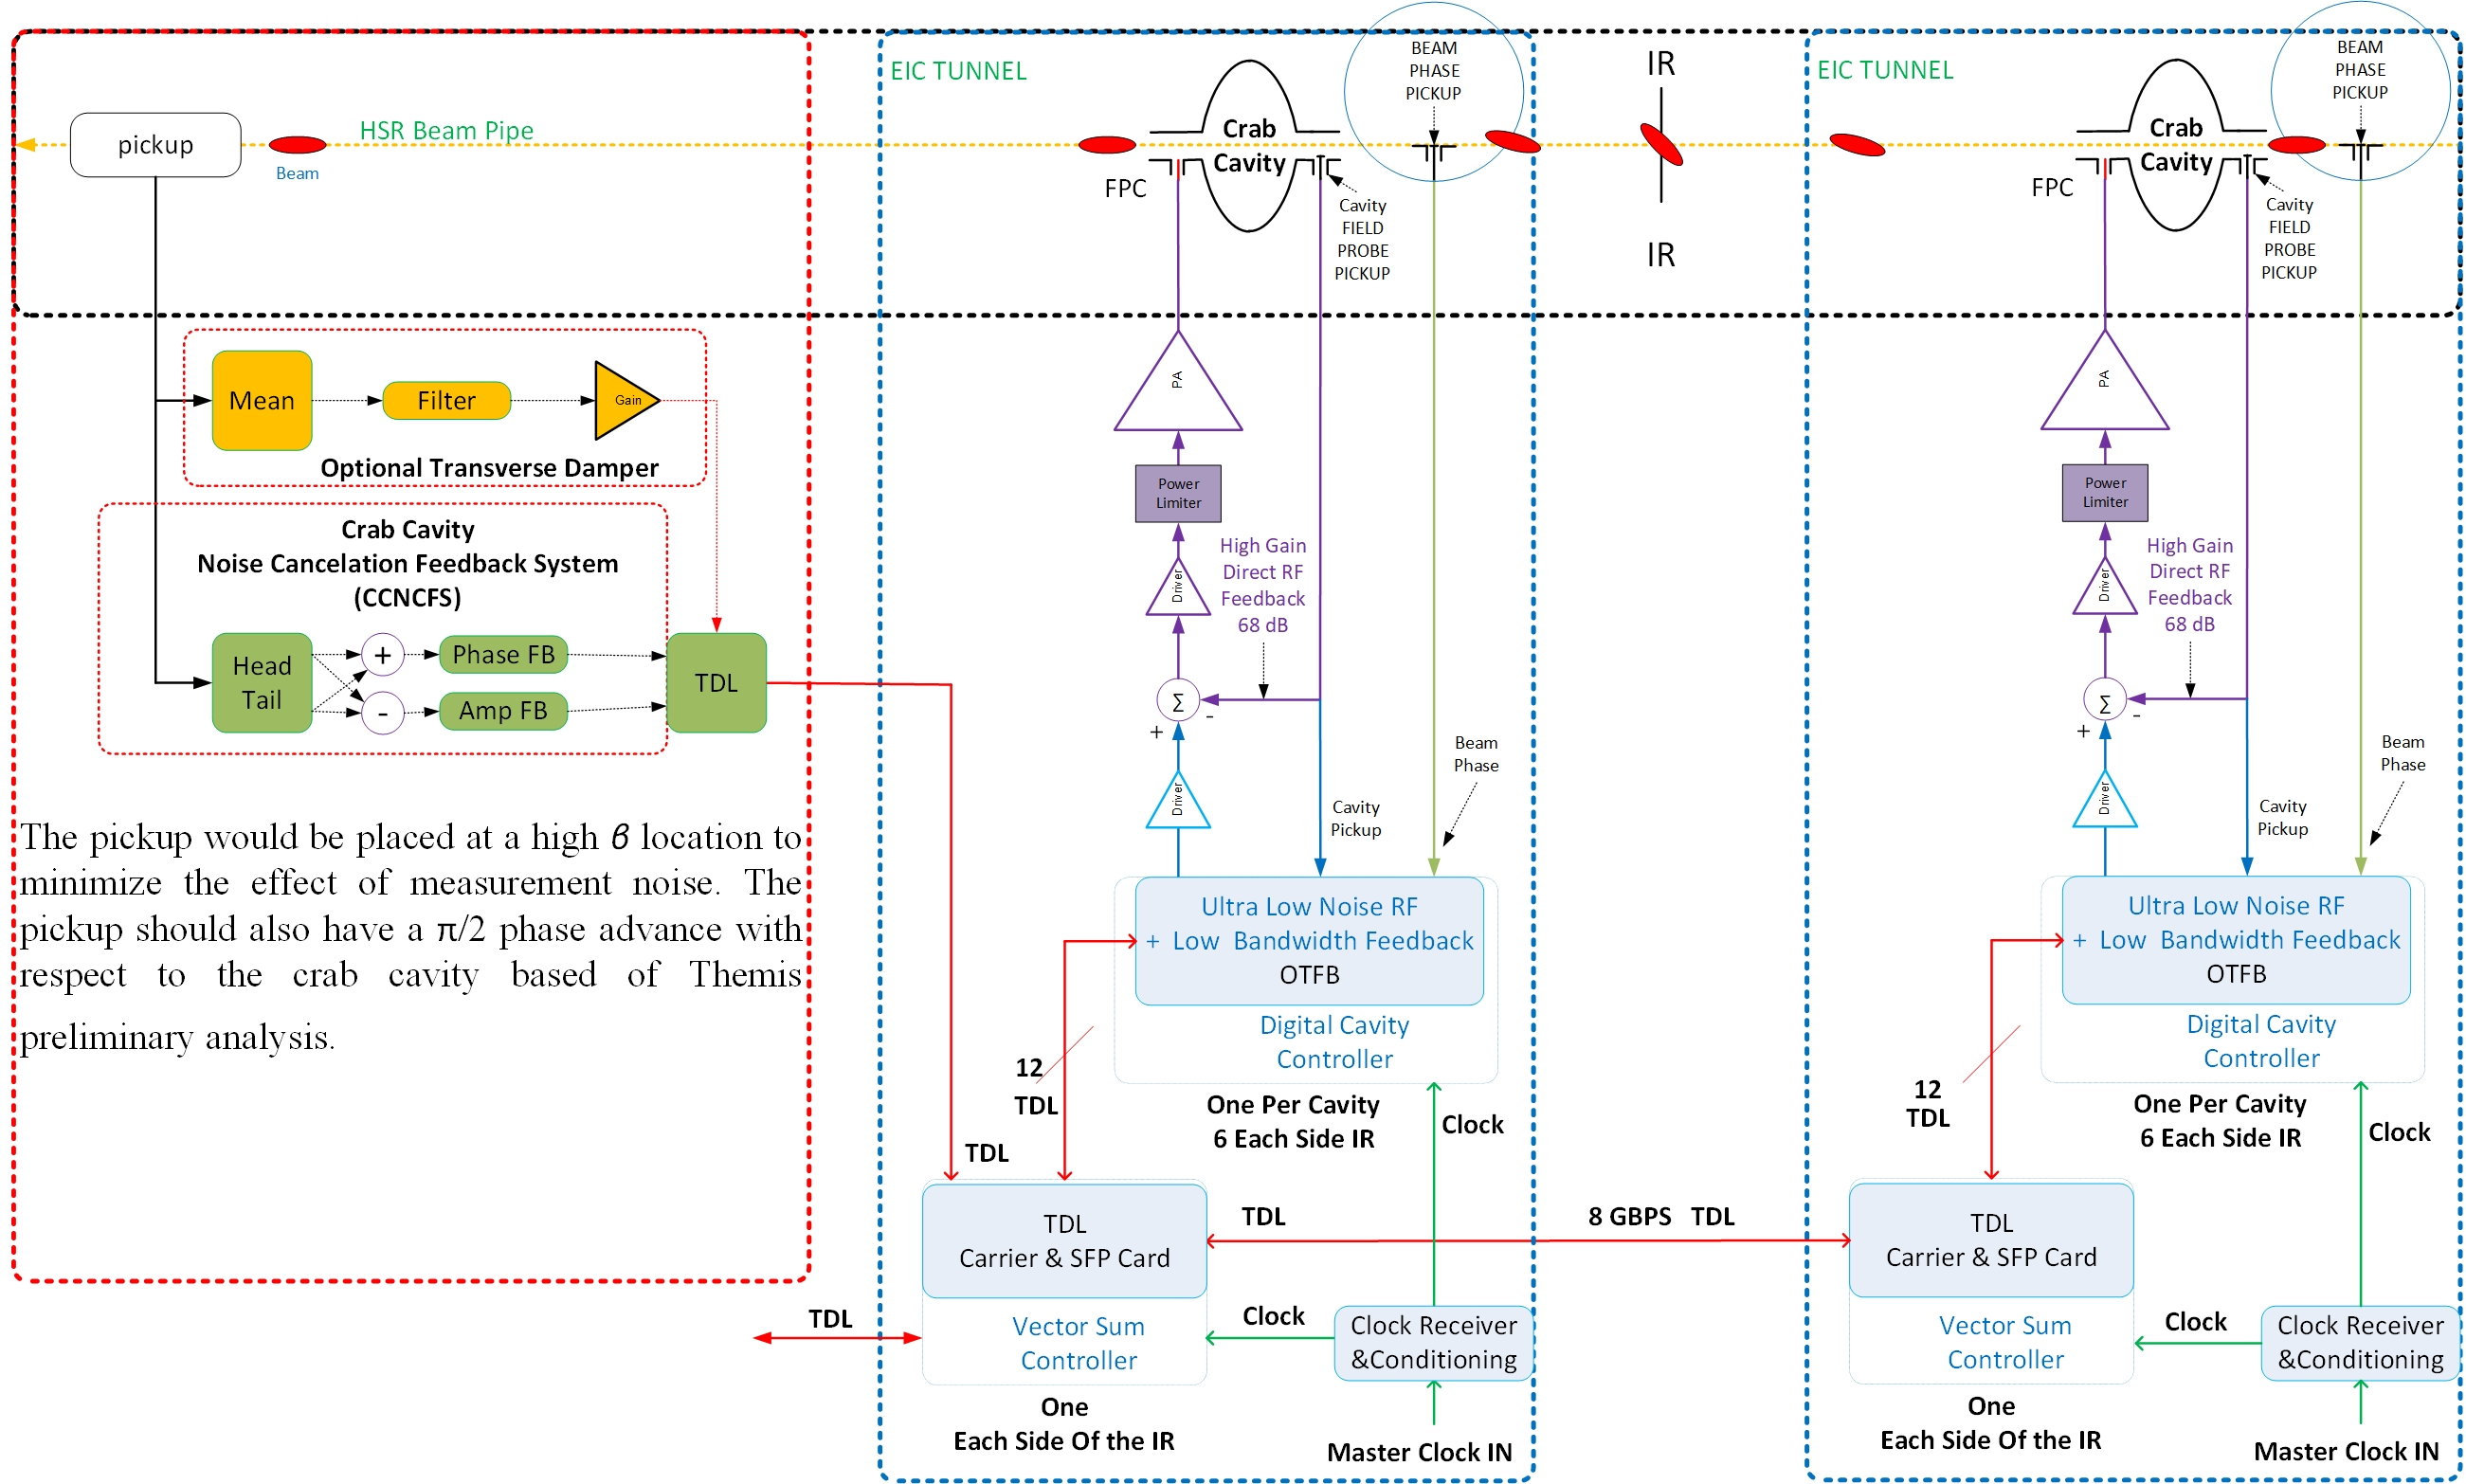 pickup
HSR Beam Pipe
Beam
Mean
Filter
Gain
Optional Transverse Damper
Crab Cavity
Noise Cancelation Feedback System
(CCNCFS)
Head
Tail
+
-
Phase FB
Amp FB
TDL
The pickup would be placed at a high β location to
minimize the effect of measurement noise. The
pickup should also have a π/2 phase advance with
respect to the crab cavity based of Themis
preliminary analysis.
EIC TUNNEL
Crab
Cavity
FPC
BEAM
PHASE
PICKUP
Cavity
FIELD
PROBE
PICKUP
PA
Power
Limiter
Driver
High Gain
Direct RF
Feedback
68 dB
Σ
-
+
Driver
Cavity
Pickup
Beam
Phase
Ultra Low Noise RF
+ Low Bandwidth Feedback
OTFB
Digital Cavity
Controller
One Per Cavity
6 Each Side IR
12
TDL
TDL
Clock
TDL
Carrier & SFP Card
Vector Sum
Controller
One
Each Side Of the IR
TDL
TDL
Clock
Clock Receiver
&Conditioning
Master Clock IN
IR
IR
8 GBPS TDL
EIC TUNNEL
Crab
Cavity
FPC
BEAM
PHASE
PICKUP
Cavity
FIELD
PROBE
PICKUP
PA
Power
Limiter
Driver
High Gain
Direct RF
Feedback
68 dB
Σ
-
+
Driver
Cavity
Pickup
Beam
Phase
Ultra Low Noise RF
+ Low Bandwidth Feedback
OTFB
Digital Cavity
Controller
One Per Cavity
6 Each Side IR
12
TDL
Clock
TDL
Carrier & SFP Card
Vector Sum
Controller
One
Each Side Of the IR
Clock
Clock Receiver
&Conditioning
Master Clock IN